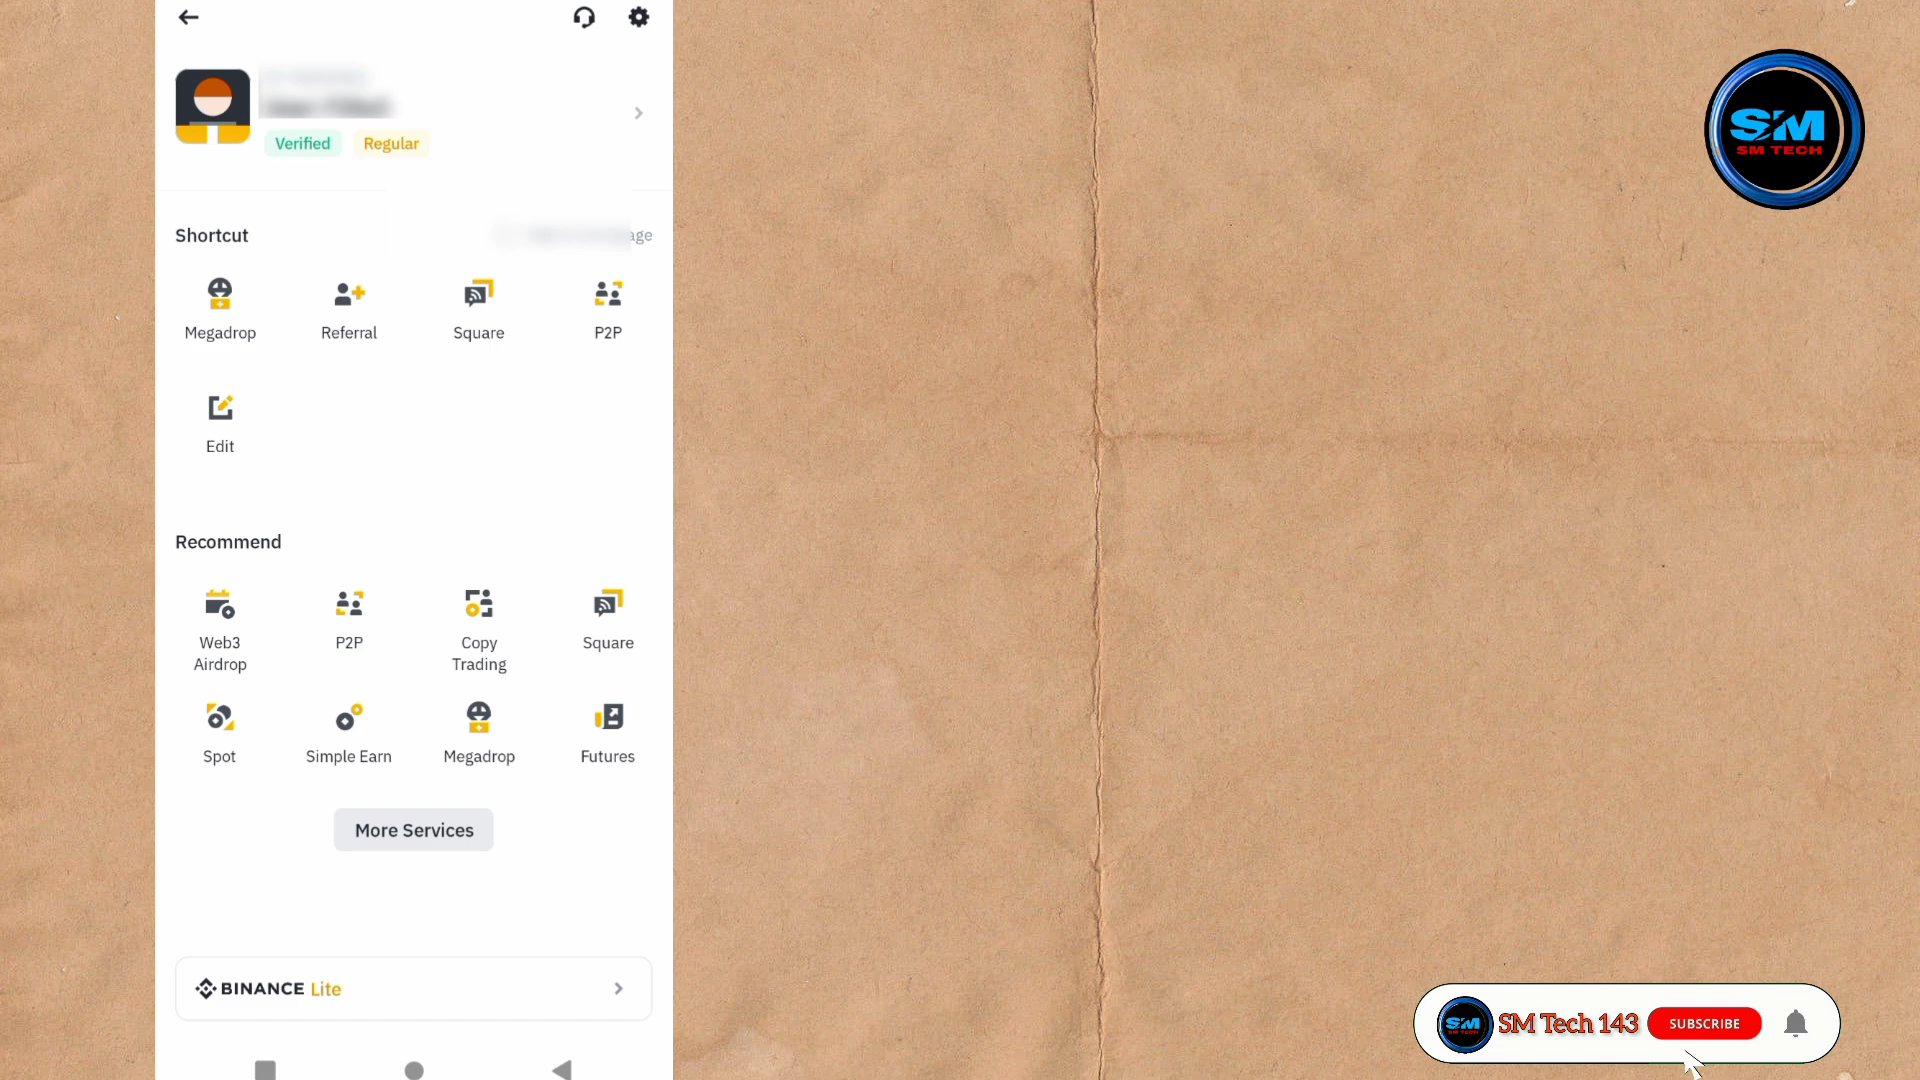 Verified Regular
Shortcut
Megadrop Referral Square P2P
Edit
Recommend
Web3 Airdrop P2P Copy Trading Square
Spot Simple Earn Megadrop Futures
More Services
BINANCE Lite
SM
SM TECH
SM Tech 143 SUBSCRIBE